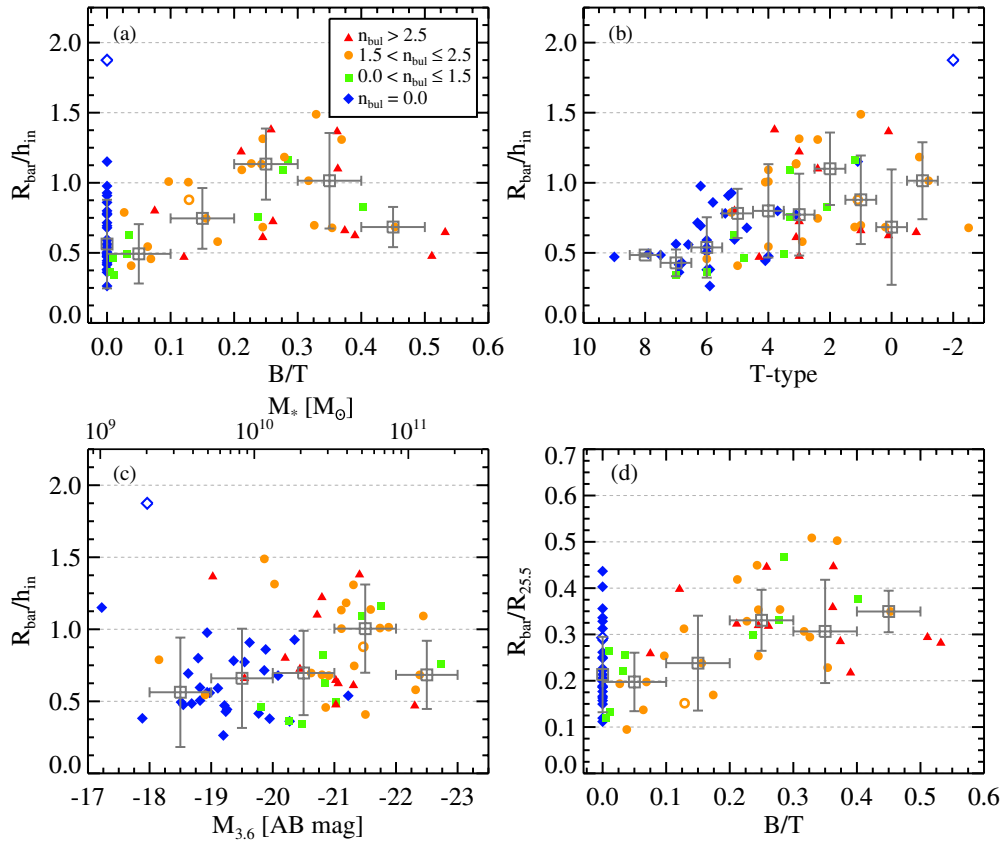 (a)
n_bul > 2.5
1.5 < n_bul ≤ 2.5
0.0 < n_bul ≤ 1.5
n_bul = 0.0
2.0
1.5
1.0
0.5
0.0
R_bar/h_in
0.0 0.1 0.2 0.3 0.4 0.5 0.6
B/T
(b)
2.0
1.5
1.0
0.5
0.0
R_bar/h_in
10 8 6 4 2 0 -2
T-type
M_* [M_⊙]
10^9 10^10 10^11
(c)
2.0
1.5
1.0
0.5
0.0
R_bar/h_in
-17 -18 -19 -20 -21 -22 -23
M_3.6 [AB mag]
(d)
0.7
0.6
0.5
0.4
0.3
0.2
0.1
0.0
R_bar/R_25.5
0.0 0.1 0.2 0.3 0.4 0.5 0.6
B/T